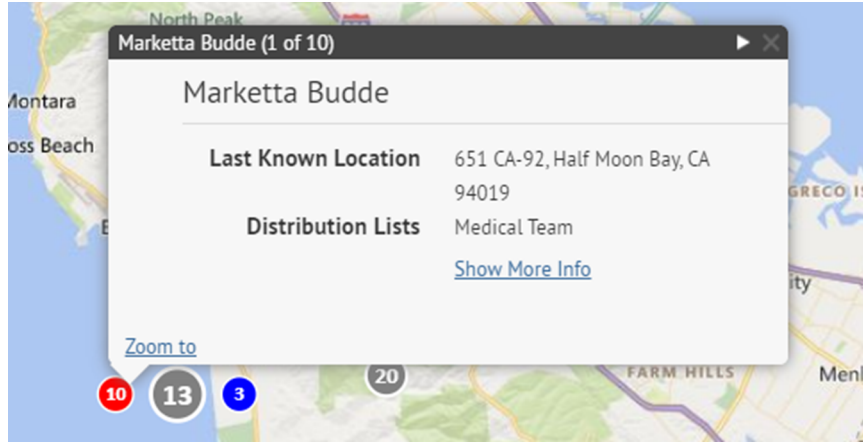 North Peak
Marketta Budde (1 of 10)
Marketta Budde
Montara
oss Beach
Last Known Location
651 CA-92, Half Moon Bay, CA
94019
GRECO
Distribution Lists
Medical Team
Show More Info
ity
Zoom to
20
FARM HILLS
Menl
10
13
3